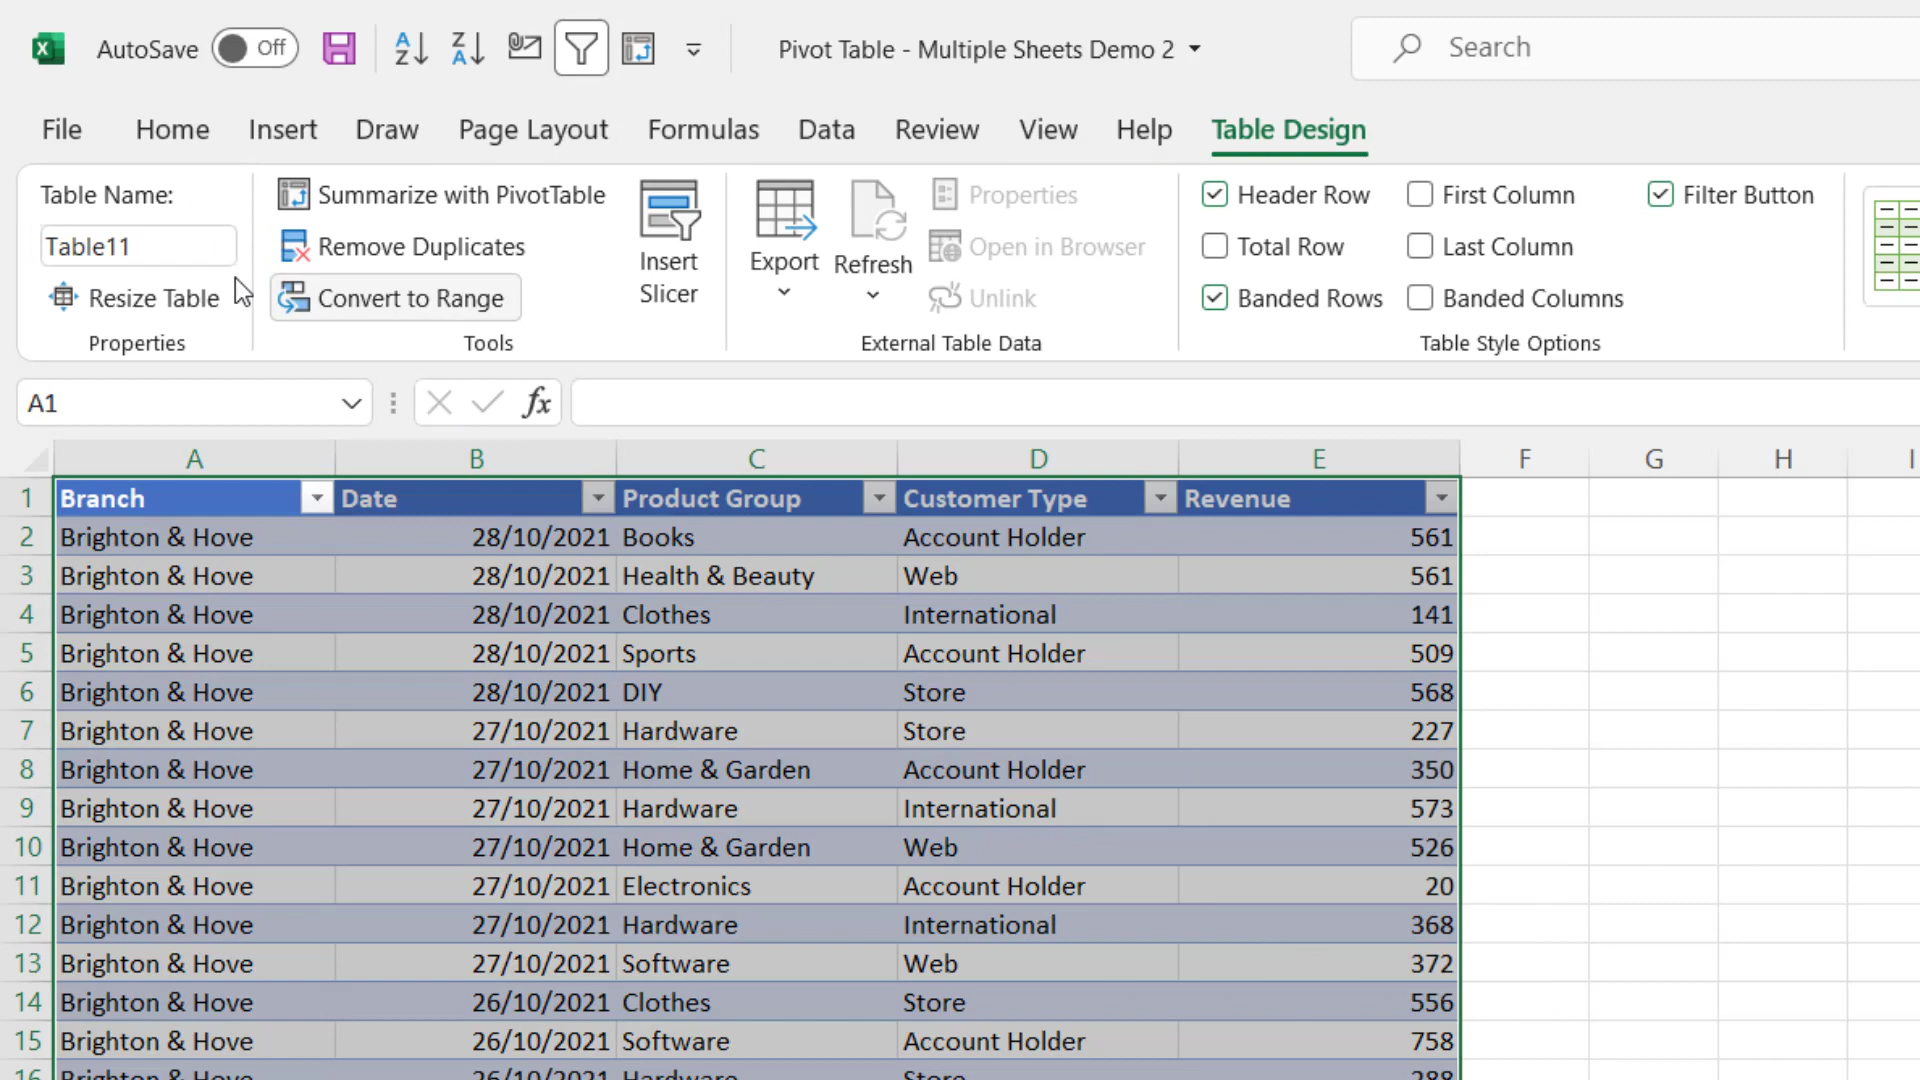 AutoSave Off Pivot Table - Multiple Sheets Demo 2 Search
File Home Insert Draw Page Layout Formulas Data Review View Help Table Design
Table Name: Summarize with PivotTable Properties Header Row First Column Filter Button
Table11 Remove Duplicates Insert Slicer Export Refresh Open in Browser Total Row Last Column
Resize Table Convert to Range Unlink Banded Rows Banded Columns
Properties Tools External Table Data Table Style Options
A1 fx
A B C D E F G H I
1 Branch Date Product Group Customer Type Revenue
2 Brighton & Hove 28/10/2021 Books Account Holder 561
3 Brighton & Hove 28/10/2021 Health & Beauty Web 561
4 Brighton & Hove 28/10/2021 Clothes International 141
5 Brighton & Hove 28/10/2021 Sports Account Holder 509
6 Brighton & Hove 28/10/2021 DIY Store 568
7 Brighton & Hove 27/10/2021 Hardware Store 227
8 Brighton & Hove 27/10/2021 Home & Garden Account Holder 350
9 Brighton & Hove 27/10/2021 Hardware International 573
10 Brighton & Hove 27/10/2021 Home & Garden Web 526
11 Brighton & Hove 27/10/2021 Electronics Account Holder 20
12 Brighton & Hove 27/10/2021 Hardware International 368
13 Brighton & Hove 27/10/2021 Software Web 372
14 Brighton & Hove 26/10/2021 Clothes Store 556
15 Brighton & Hove 26/10/2021 Software Account Holder 758
16 Brighton & Hove 26/10/2021 Hardware Store 288